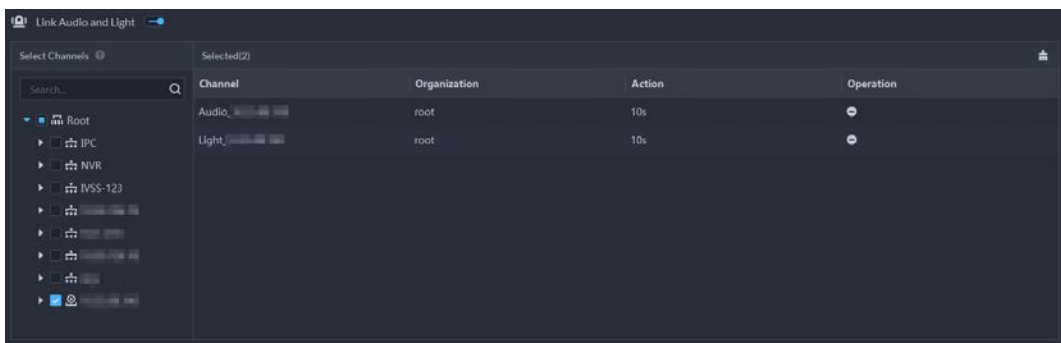 Link Audio and Light
Select Channels
Selected(2)
Search...
Channel Organization Action Operation
Root
Audio_ root 10s
IPC
Light_ root 10s
NVR
IVSS-123